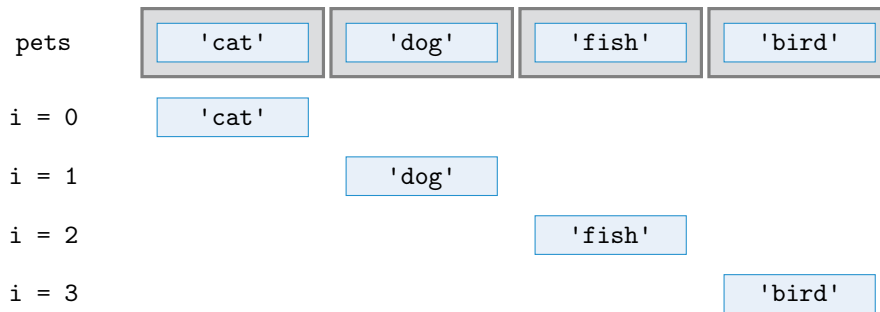 pets 'cat' 'dog' 'fish' 'bird'
i = 0 'cat'
i = 1 'dog'
i = 2 'fish'
i = 3 'bird'